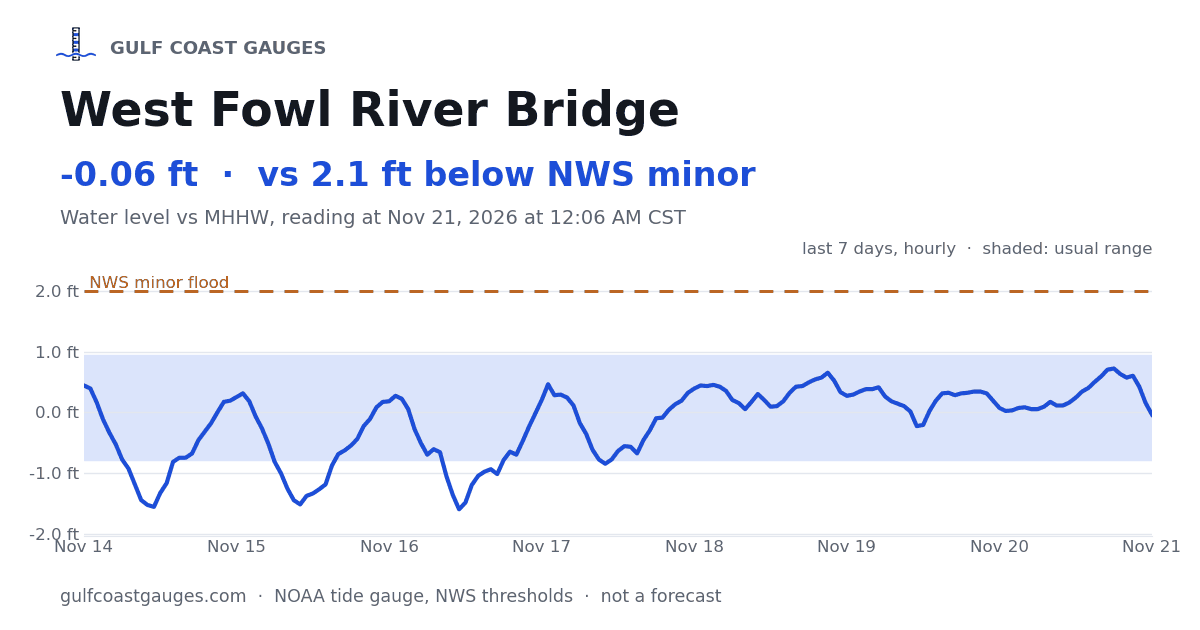 GULF COAST GAUGES
West Fowl River Bridge
-0.06 ft · vs 2.1 ft below NWS minor
Water level vs MHHW, reading at Nov 21, 2026 at 12:06 AM CST
last 7 days, hourly · shaded: usual range
NWS minor flood
2.0 ft
1.0 ft
0.0 ft
-1.0 ft
-2.0 ft
Nov 14 Nov 15 Nov 16 Nov 17 Nov 18 Nov 19 Nov 20 Nov 21
gulfcoastgauges.com · NOAA tide gauge, NWS thresholds · not a forecast